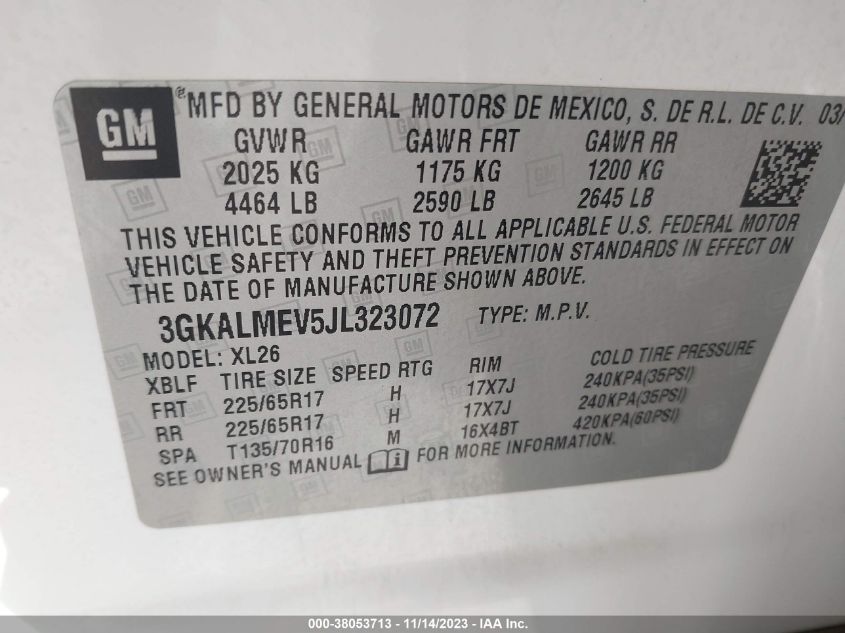 GM
MFD BY GENERAL MOTORS DE MEXICO, S. DE R.L. DE C.V. 03/
GVWR GAWR FRT GAWR RR
2025 KG 1175 KG 1200 KG
4464 LB 2590 LB 2645 LB
THIS VEHICLE CONFORMS TO ALL APPLICABLE U.S. FEDERAL MOTOR
VEHICLE SAFETY AND THEFT PREVENTION STANDARDS IN EFFECT ON
THE DATE OF MANUFACTURE SHOWN ABOVE.
3GKALMEV5JL323072 TYPE: M.P.V.
MODEL: XL26
XBLF TIRE SIZE SPEED RTG RIM COLD TIRE PRESSURE
FRT 225/65R17 H 17X7J 240KPA(35PSI)
RR 225/65R17 H 17X7J 240KPA(35PSI)
SPA T135/70R16 M 16X4BT 420KPA(60PSI)
SEE OWNER'S MANUAL FOR MORE INFORMATION.
000-38053713 - 11/14/2023 - IAA Inc.